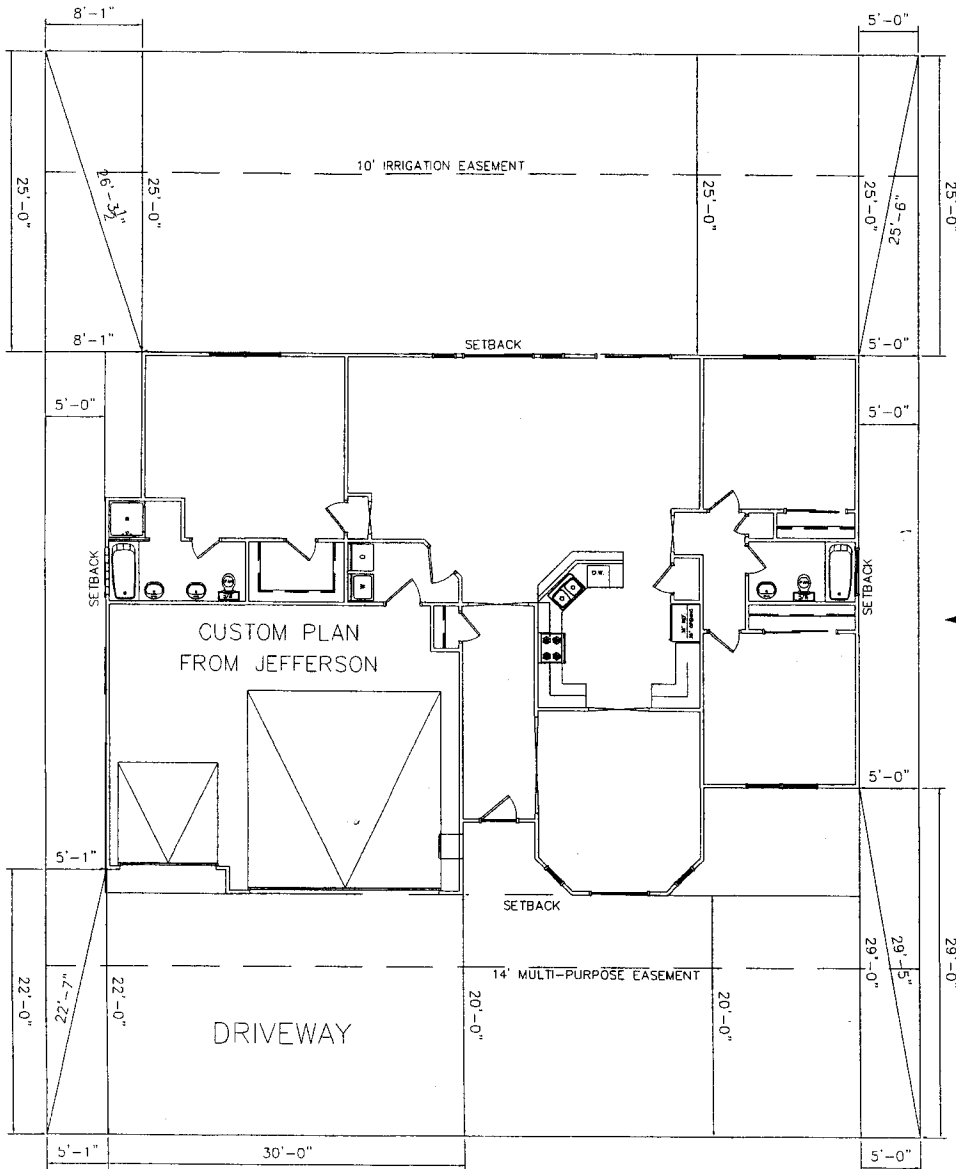 8'-1"
5'-0"
10' IRRIGATION EASEMENT
25'-0"
26'-3½"
25'-0"
25'-0"
25'-0"
25'-6"
25'-0"
8'-1"
SETBACK
5'-0"
5'-0"
5'-0"
SETBACK
D.W.
SETBACK
CUSTOM PLAN
FROM JEFFERSON
5'-0"
5'-1"
SETBACK
14' MULTI-PURPOSE EASEMENT
22'-0"
22'-7"
22'-0"
20'-0"
20'-0"
29'-0"
29'-5"
29'-0"
DRIVEWAY
5'-1"
30'-0"
5'-0"